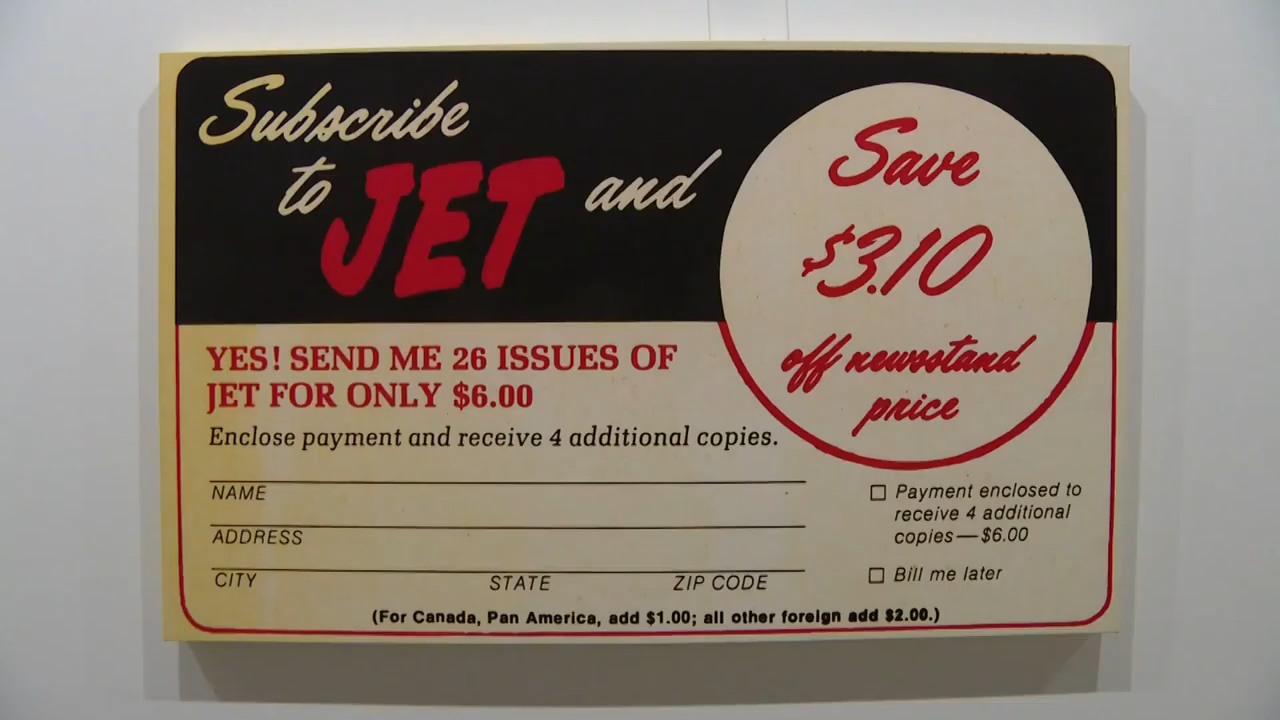 Subscribe
to JET and
Save
$3.10
off newsstand
price
YES! SEND ME 26 ISSUES OF
JET FOR ONLY $6.00
Enclose payment and receive 4 additional copies.
NAME
ADDRESS
CITY STATE ZIP CODE
Payment enclosed to
receive 4 additional
copies—$6.00
Bill me later
(For Canada, Pan America, add $1.00; all other foreign add $2.00.)